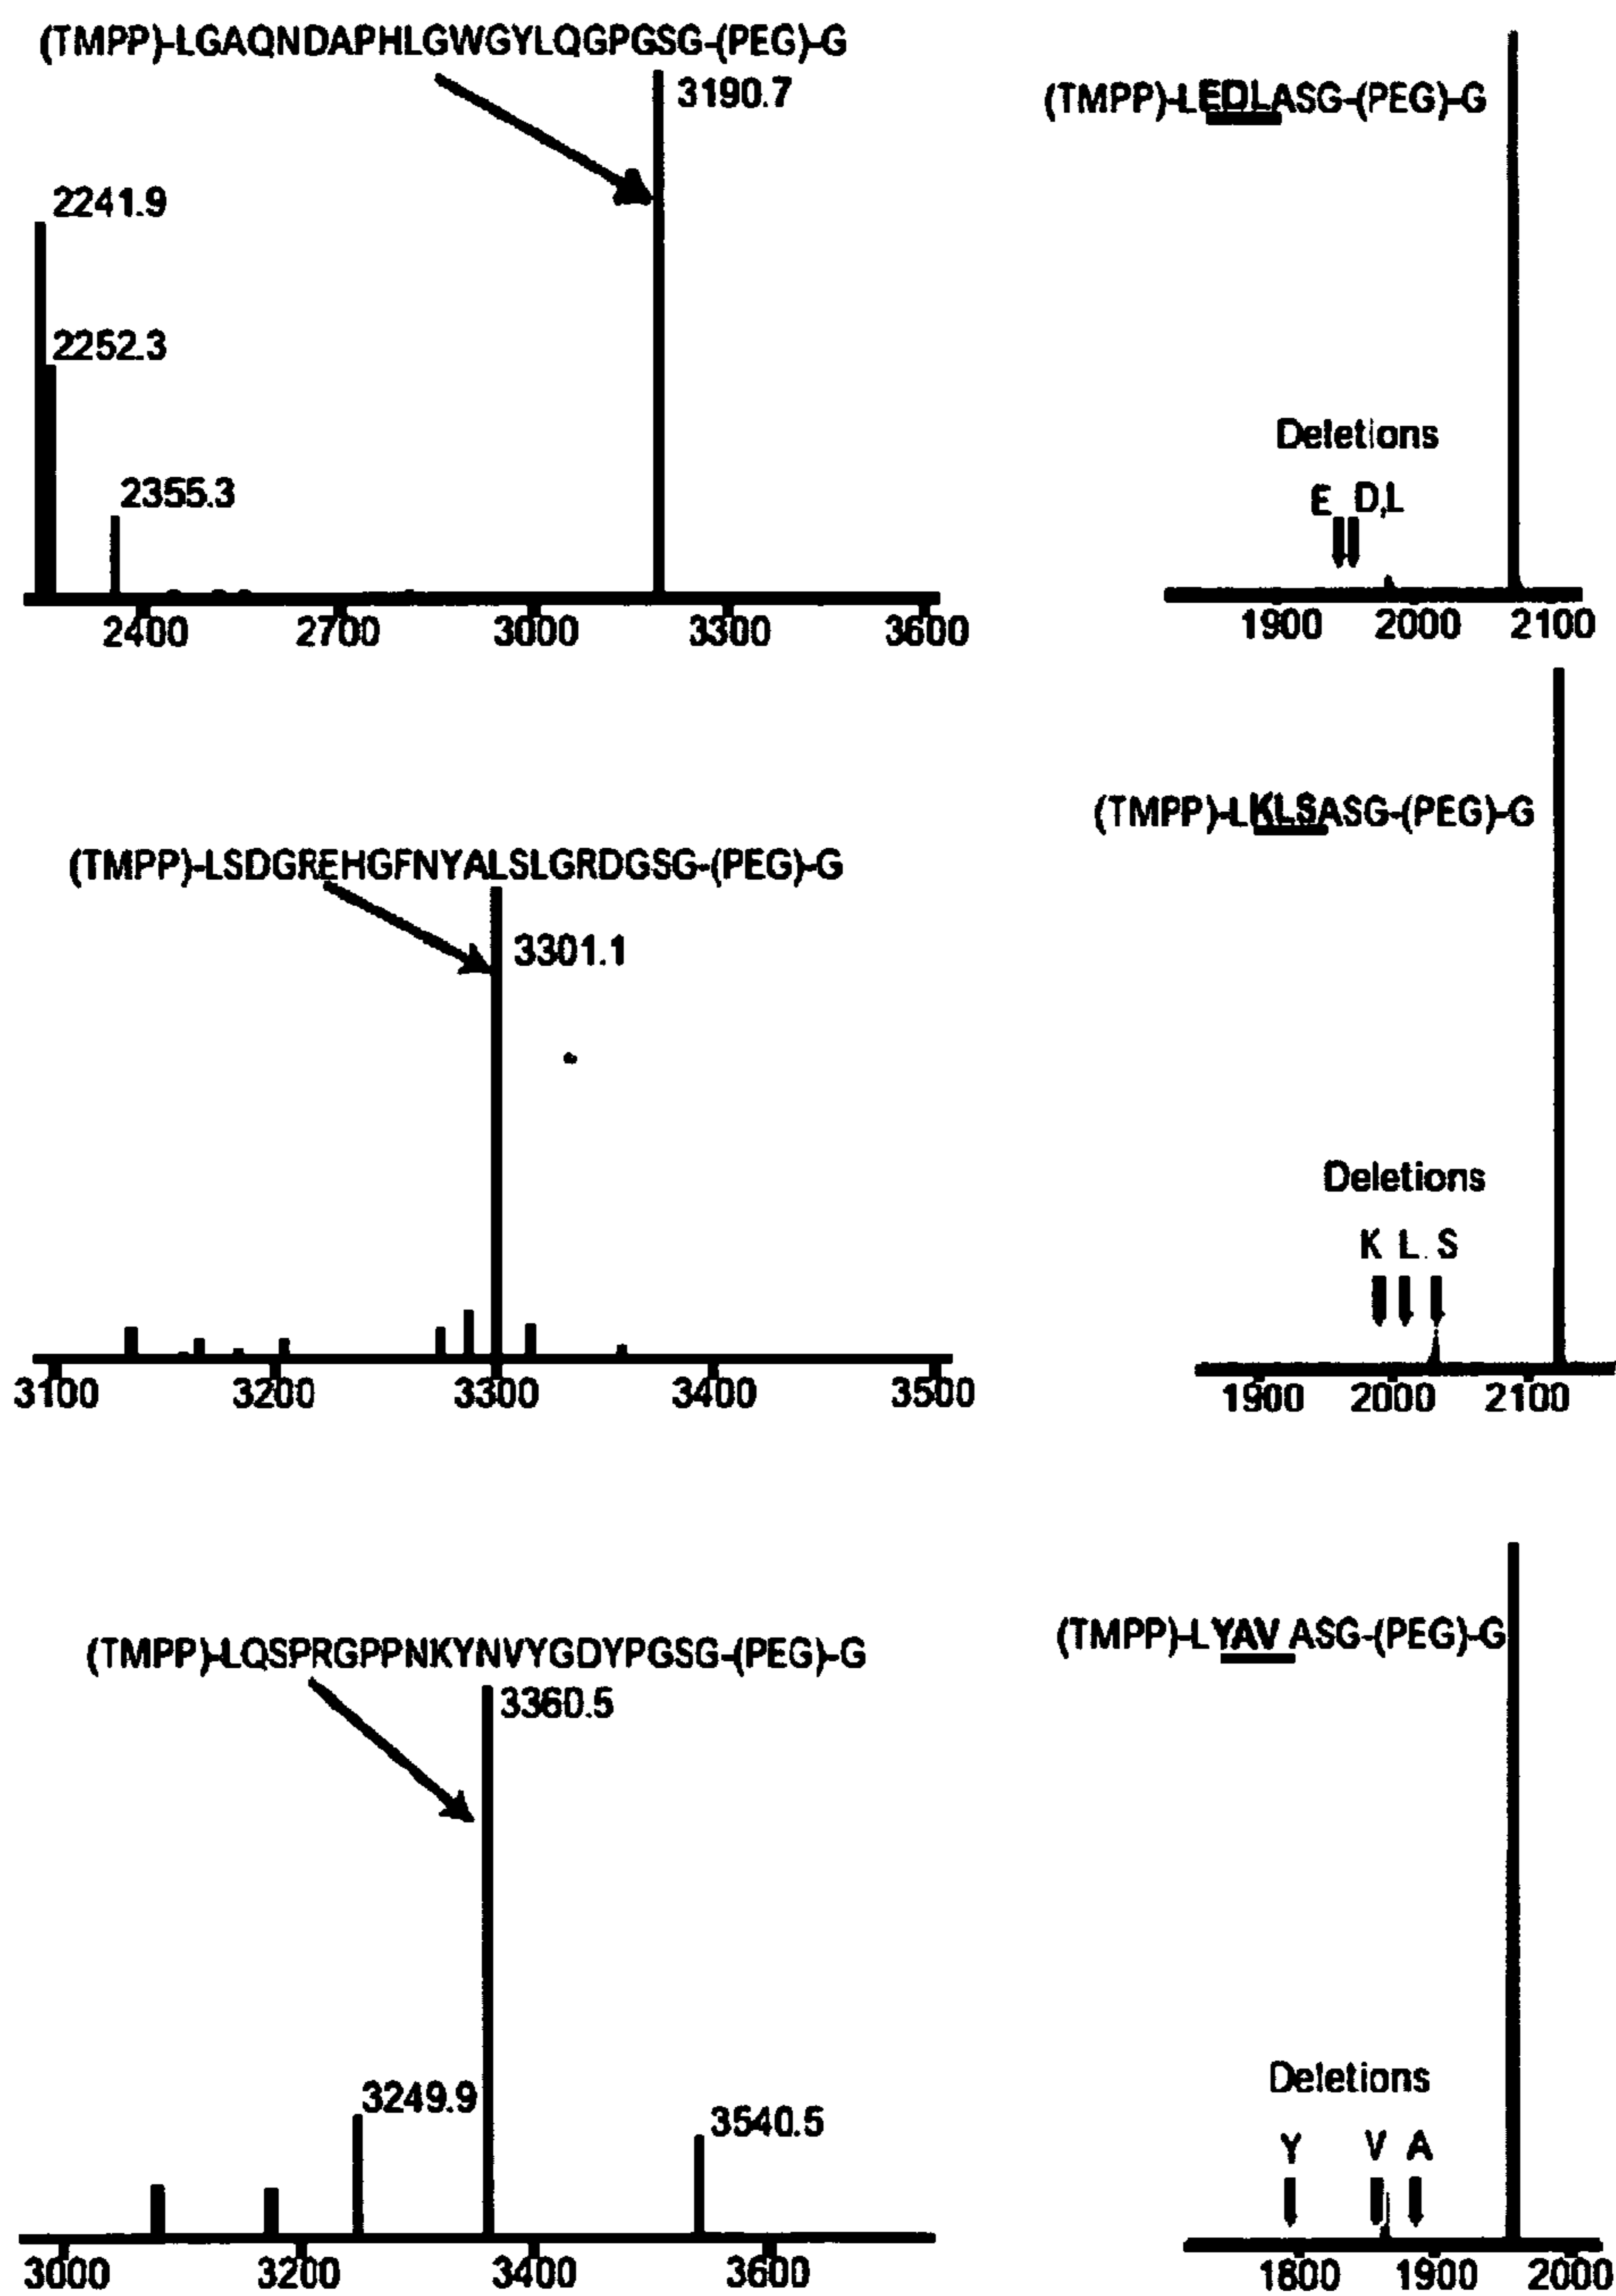 (TMPP)-LGAQNDAPHLGWGYLQGPGSG-(PEG)-G
3190.7
2241.9
2252.3
2355.3
2400 2700 3000 3300 3600
(TMPP)-LEDLASG-(PEG)-G
Deletions
E D,L
1900 2000 2100
(TMPP)-LSDGREHGFNYALSLGRDGSG-(PEG)-G
3301.1
3100 3200 3300 3400 3500
(TMPP)-LKLSASG-(PEG)-G
Deletions
K L S
1900 2000 2100
(TMPP)-LQSPRGPPNKYNVYGDYPGSG-(PEG)-G
3360.5
3249.9
3540.5
3000 3200 3400 3600
(TMPP)-LYAV ASG-(PEG)-G
Deletions
Y V A
1800 1900 2000